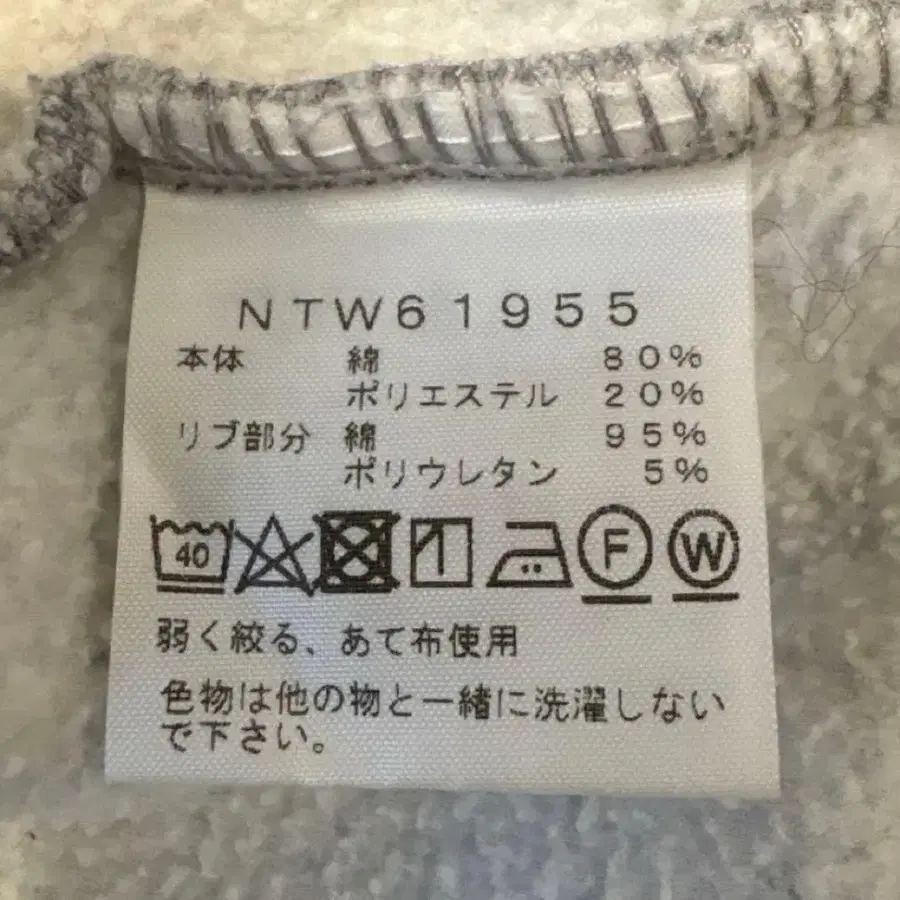 NTW61955
本体 綿 80%
ポリエステル 20%
リブ部分 綿 95%
ポリウレタン 5%
40 F W
弱く絞る、あて布使用
色物は他の物と一緒に洗濯しない
で下さい。